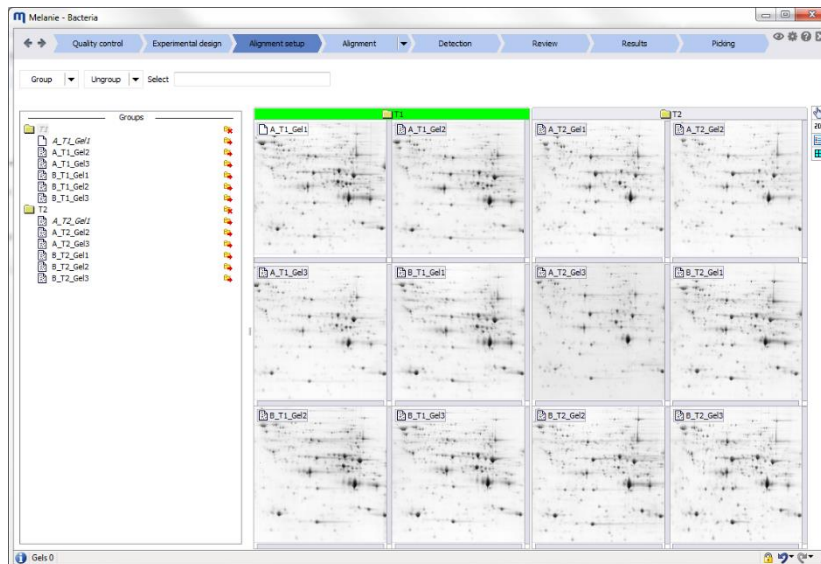 Melanie - Bacteria
Quality control Experimental design Alignment setup Alignment Detection Review Results Picking
Group Ungroup Select
Groups
T1
A_T1_Gel1
A_T1_Gel2
A_T1_Gel3
B_T1_Gel1
B_T1_Gel2
B_T1_Gel3
T2
A_T2_Gel1
A_T2_Gel2
A_T2_Gel3
B_T2_Gel1
B_T2_Gel2
B_T2_Gel3
T1 T2
A_T1_Gel1 A_T1_Gel2 A_T2_Gel1 A_T2_Gel2
A_T1_Gel3 B_T1_Gel1 A_T2_Gel3 B_T2_Gel1
B_T1_Gel2 B_T1_Gel3 B_T2_Gel2 B_T2_Gel3
Gels 0